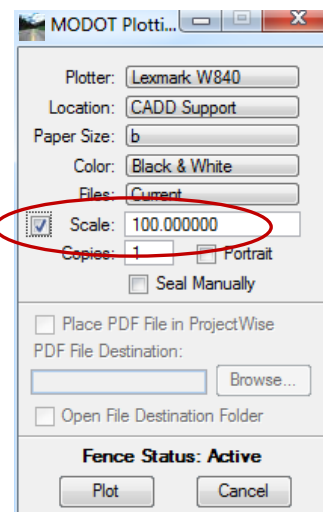 MODOT Plotti...
Plotter: Lexmark W840
Location: CADD Support
Paper Size: b
Color: Black & White
Files: Current
Scale: 100.000000
Copies: 1 Portrait
Seal Manually
Place PDF File in ProjectWise
PDF File Destination:
Browse...
Open File Destination Folder
Fence Status: Active
Plot Cancel